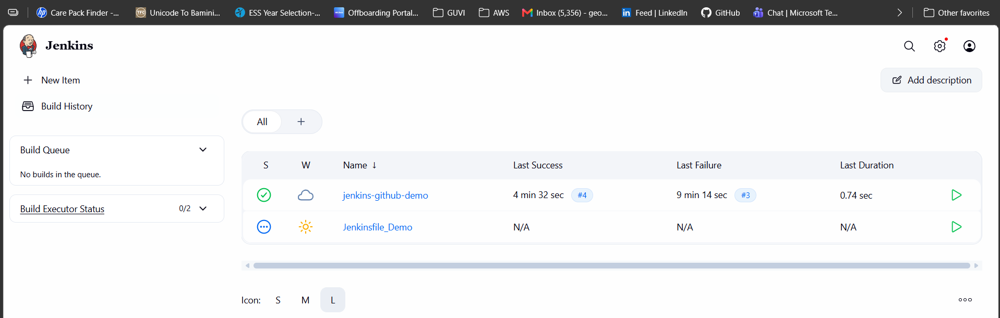 Care Pack Finder -... Unicode To Bamini... ESS Year Selection-... Offboarding Portal... GUVI AWS Inbox (5,356) - geo... Feed | LinkedIn GitHub Chat | Microsoft Te... Other favorites
Jenkins
New Item
Add description
Build History
All +
Build Queue
No builds in the queue.
Build Executor Status 0/2
S W Name ↓ Last Success Last Failure Last Duration
jenkins-github-demo 4 min 32 sec #4 9 min 14 sec #3 0.74 sec
Jenkinsfile_Demo N/A N/A N/A
Icon: S M L